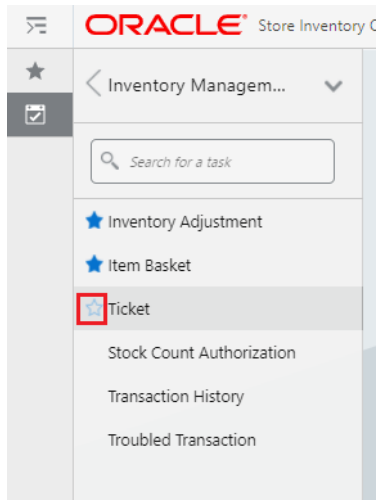 ORACLE® Store Inventory
Inventory Managem...
Search for a task
Inventory Adjustment
Item Basket
Ticket
Stock Count Authorization
Transaction History
Troubled Transaction